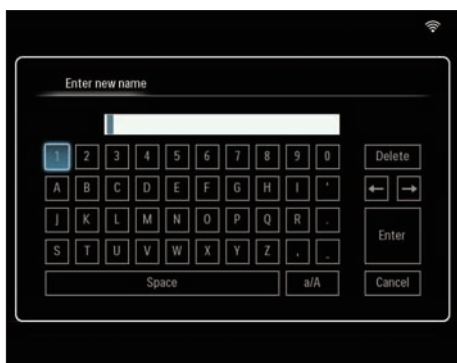 Enter new name
1 2 3 4 5 6 7 8 9 0 Delete
A B C D E F G H I ' ← →
J K L M N O P Q R .
Enter
S T U V W X Y Z , _
Space a/A Cancel